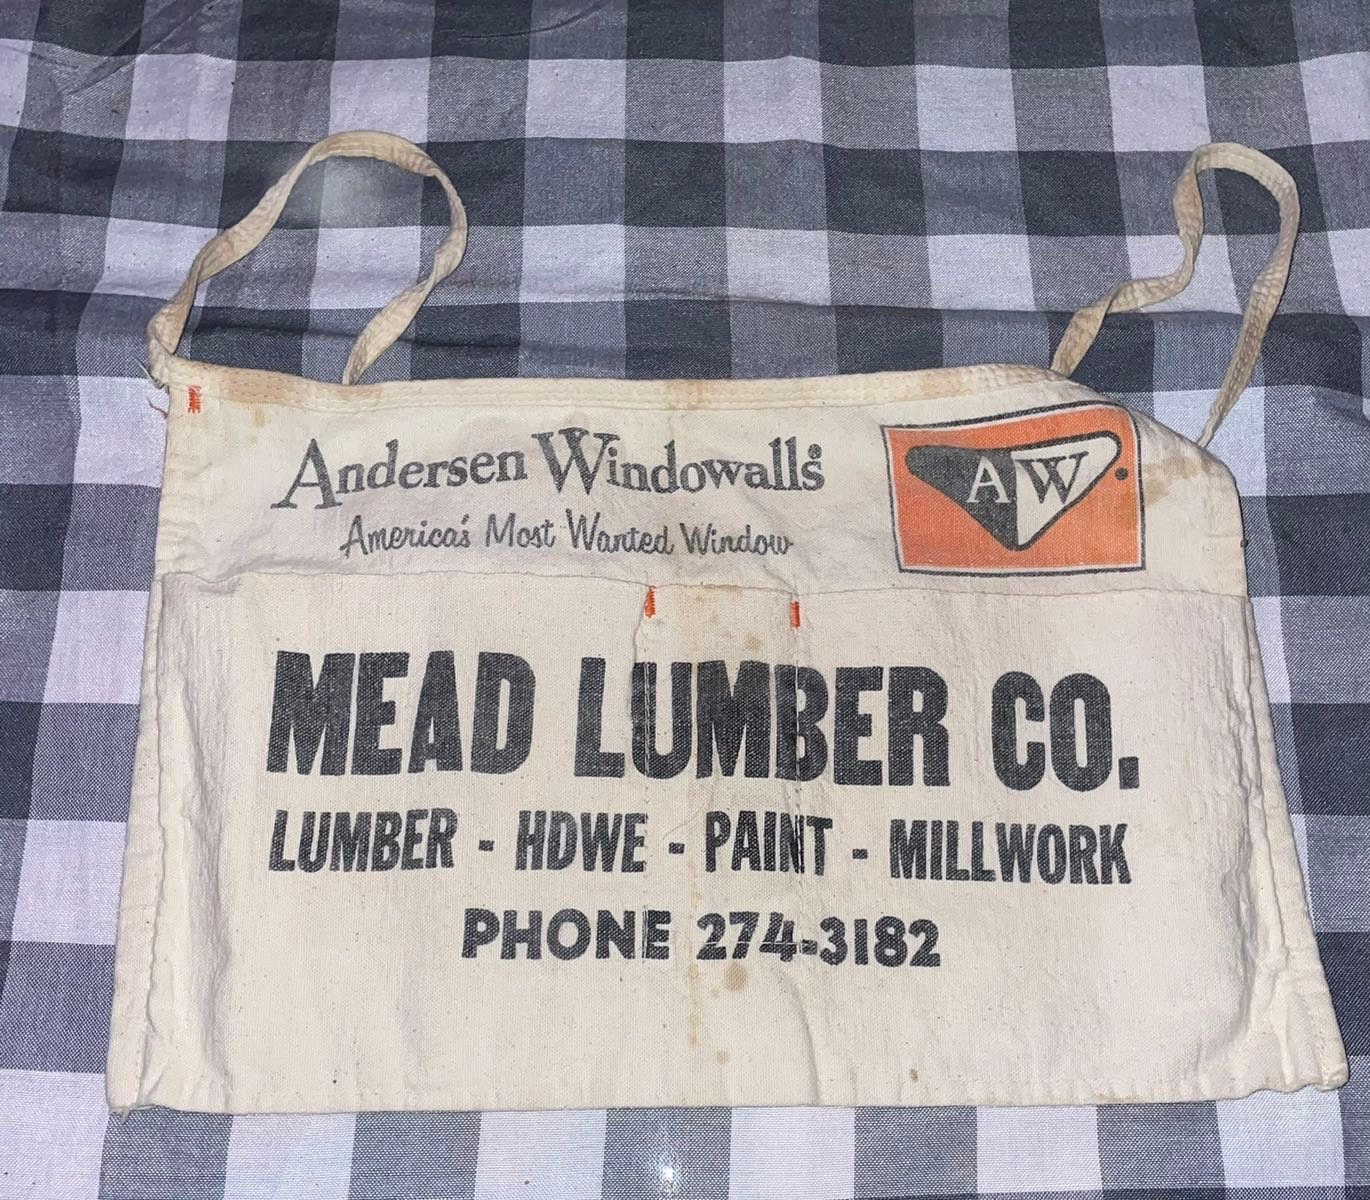 Andersen Windowalls®
America's Most Wanted Window
AW
MEAD LUMBER CO.
LUMBER - HDWE - PAINT - MILLWORK
PHONE 274-3182